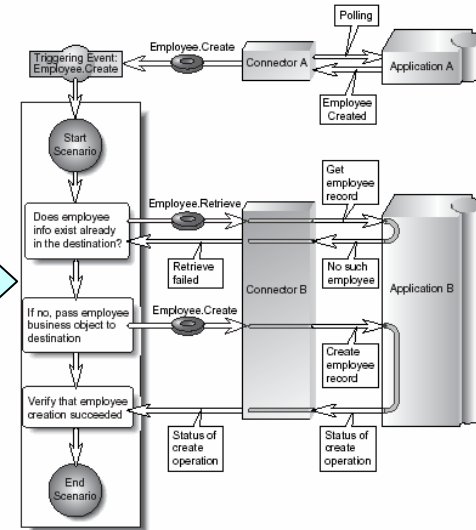 Polling
Employee.Create
Triggering Event:
Employee.Create
Connector A
Application A
Employee
Created
Start
Scenario
Get
employee
record
Employee.Retrieve
Does employee
info exist already
in the destination?
Retrieve
failed
No such
employee
Connector B
Application B
Employee.Create
If no, pass employee
business object to
destination
Create
employee
record
Verify that employee
creation succeeded
Status of
create
operation
Status of
create
operation
End
Scenario